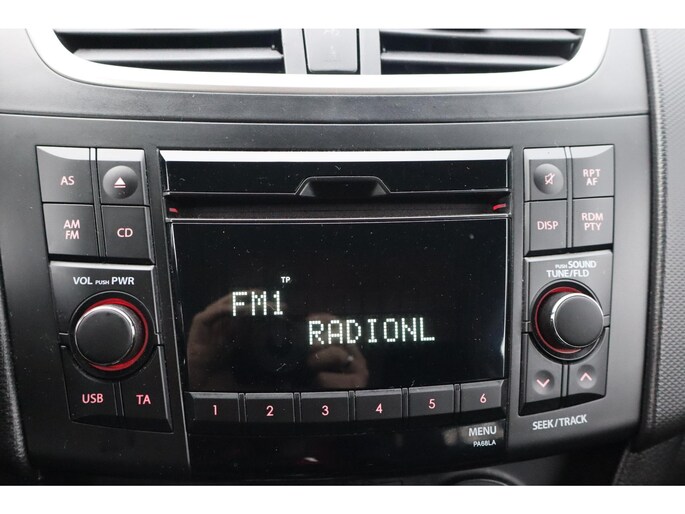 AS
AM
FM
CD
VOL PUSH PWR
USB
TA
TP
FM1
RADIONL
1 2 3 4 5 6
MENU
PA66LA
RPT
AF
DISP
RDM
PTY
PUSH SOUND
TUNE/FLD
SEEK/TRACK